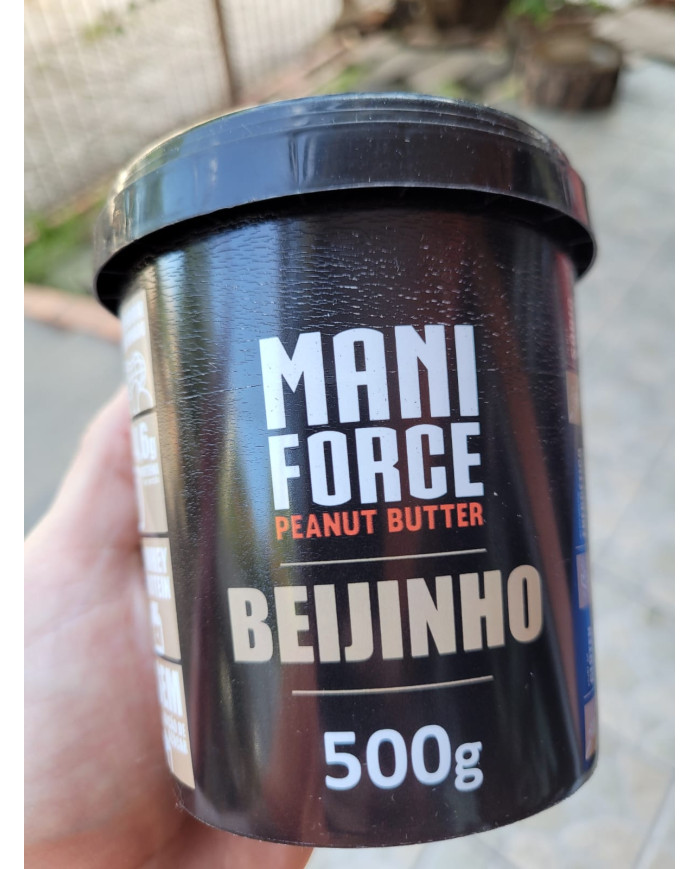 MANI
FORCE
PEANUT BUTTER
BEIJINHO
500g